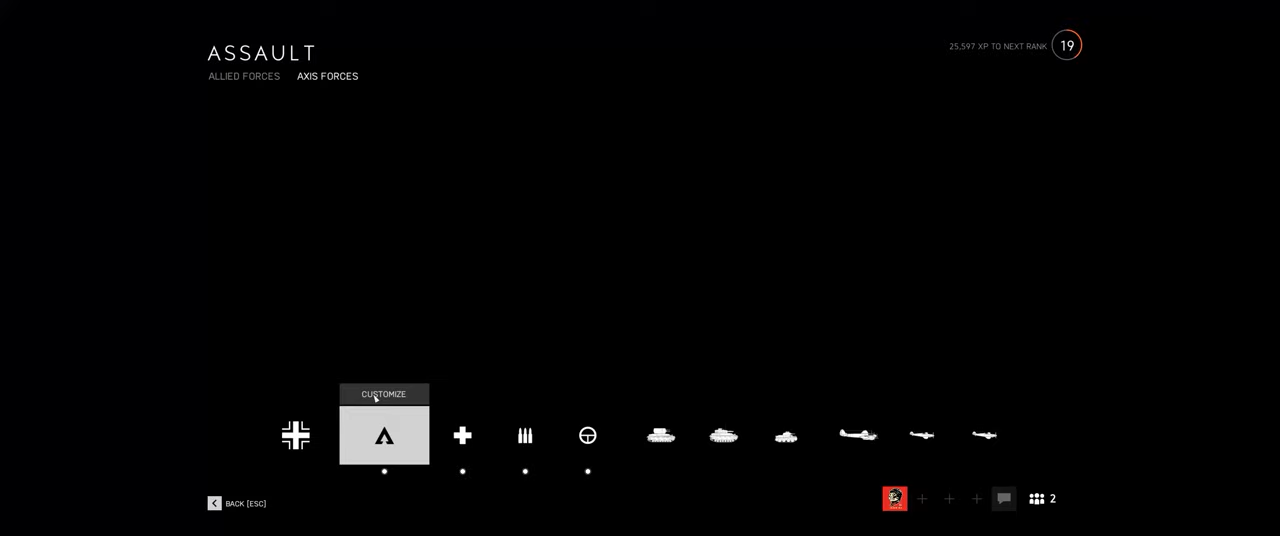 ASSAULT
25,597 XP TO NEXT RANK 19
ALLIED FORCES AXIS FORCES
CUSTOMIZE
BACK [ESC]
2